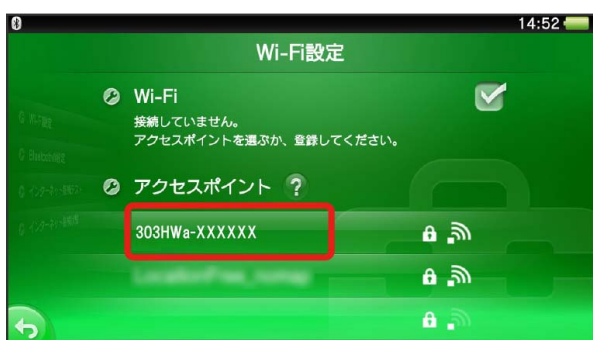 14:52
Wi-Fi設定
Wi-Fi
接続していません。
アクセスポイントを選ぶか、登録してください。
アクセスポイント ?
303HWa-XXXXXX